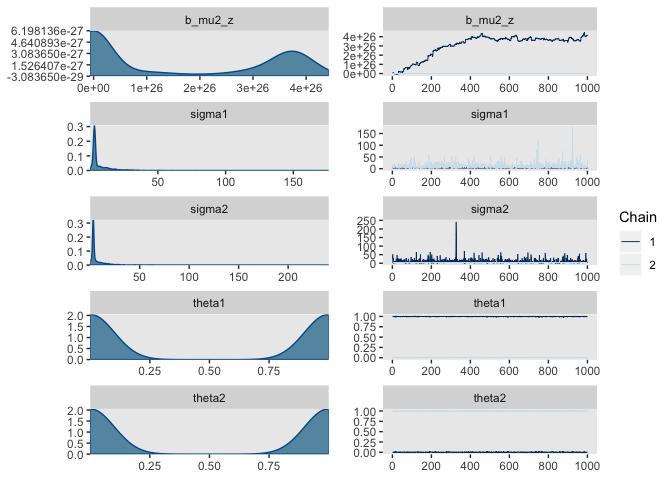 b_mu2_z
6.198136e-27
4.640893e-27
3.083650e-27
1.526407e-27
-3.083650e-29
0e+00 1e+26 2e+26 3e+26 4e+26
b_mu2_z
4e+26
3e+26
2e+26
1e+26
0e+00
0 200 400 600 800 1000
sigma1
0.3
0.2
0.1
0.0
50 100 150
sigma1
150
100
50
0
0 200 400 600 800 1000
sigma2
0.3
0.2
0.1
0.0
50 100 150 200
sigma2
250
200
150
100
50
0
0 200 400 600 800 1000
theta1
2.0
1.5
1.0
0.5
0.0
0.25 0.50 0.75
theta1
1.00
0.75
0.50
0.25
0.00
0 200 400 600 800 1000
theta2
2.0
1.5
1.0
0.5
0.0
0.25 0.50 0.75
theta2
1.00
0.75
0.50
0.25
0.00
0 200 400 600 800 1000
Chain
1
2